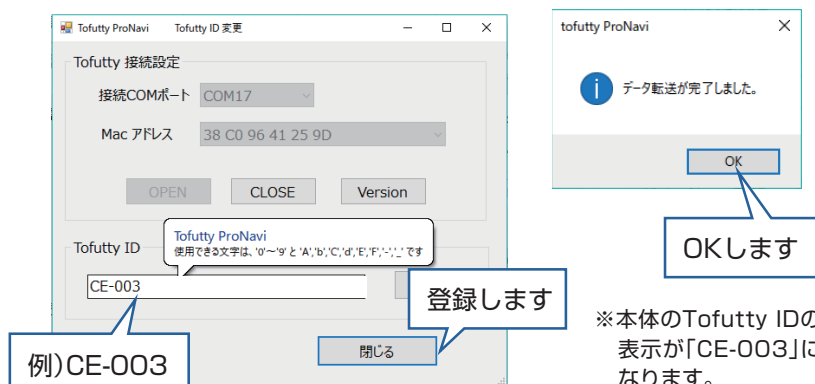 Tofutty ProNavi Tofutty ID 変更
Tofutty 接続設定
接続COMポート COM17
Mac アドレス 38 C0 96 41 25 9D
OPEN CLOSE Version
Tofutty ID
Tofutty ProNavi
使用できる文字は、'0'～'9' と 'A','b','C','d','E','F','-','_' です
CE-003
登録します
閉じる
例)CE-003
tofutty ProNavi
データ転送が完了しました。
OK
OKします
※本体のTofutty IDの
表示が「CE-003」に
なります。